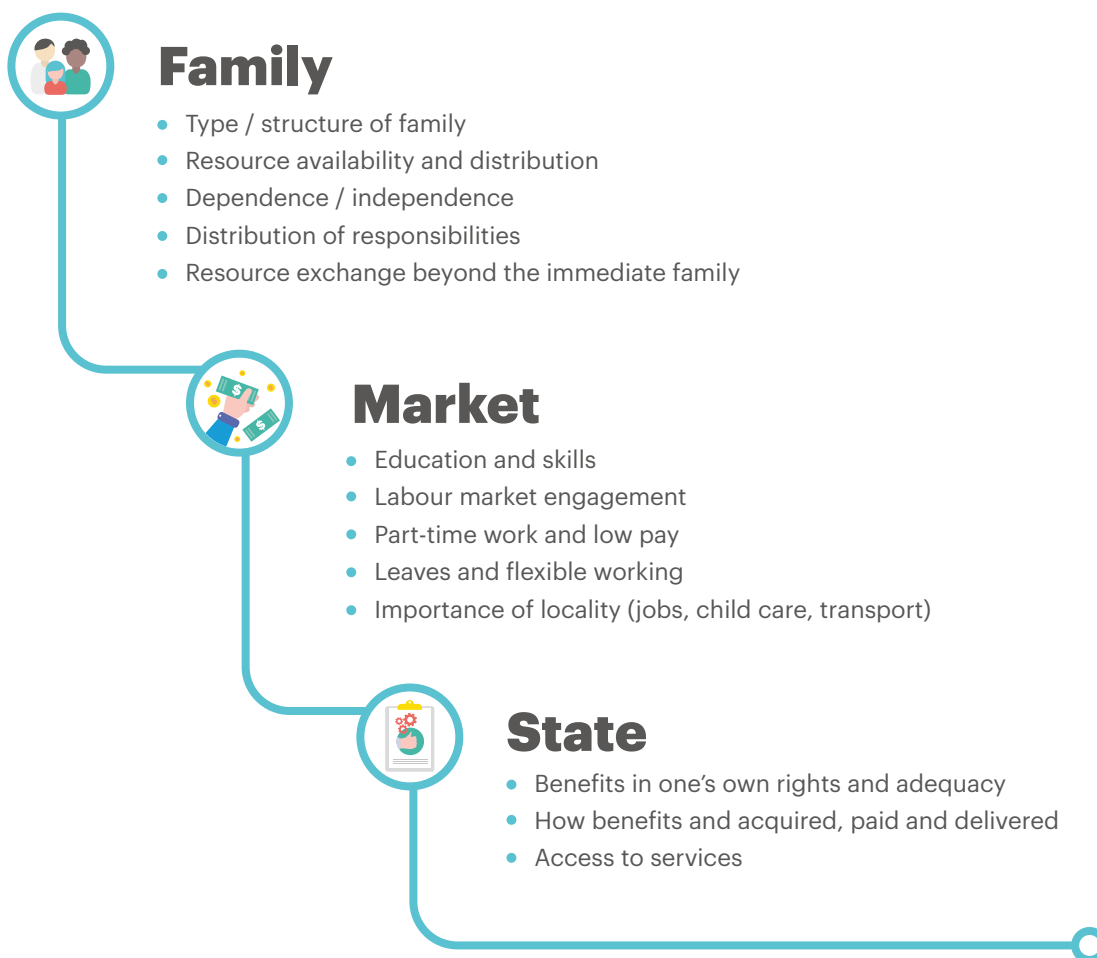 Family
Type / structure of family
Resource availability and distribution
Dependence / independence
Distribution of responsibilities
Resource exchange beyond the immediate family
Market
Education and skills
Labour market engagement
Part-time work and low pay
Leaves and flexible working
Importance of locality (jobs, child care, transport)
State
Benefits in one's own rights and adequacy
How benefits and acquired, paid and delivered
Access to services